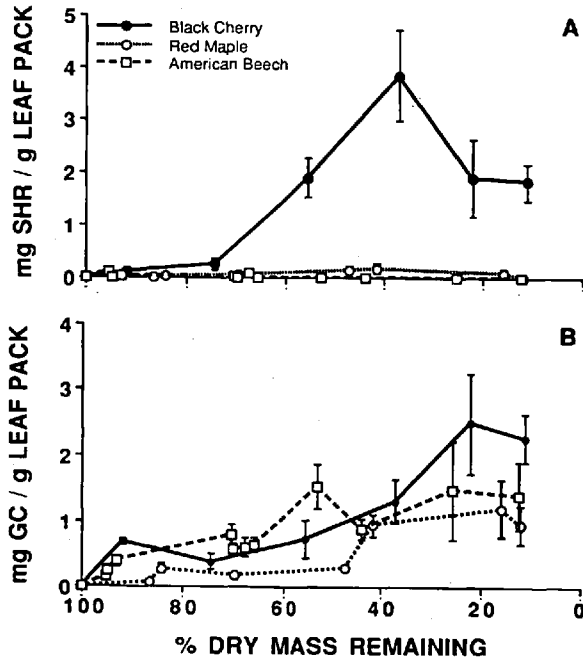 5
4
3
2
1
0
mg SHR / g LEAF PACK
Black Cherry
Red Maple
American Beech
A
4
3
2
1
0
mg GC / g LEAF PACK
B
100
80
60
40
20
0
% DRY MASS REMAINING